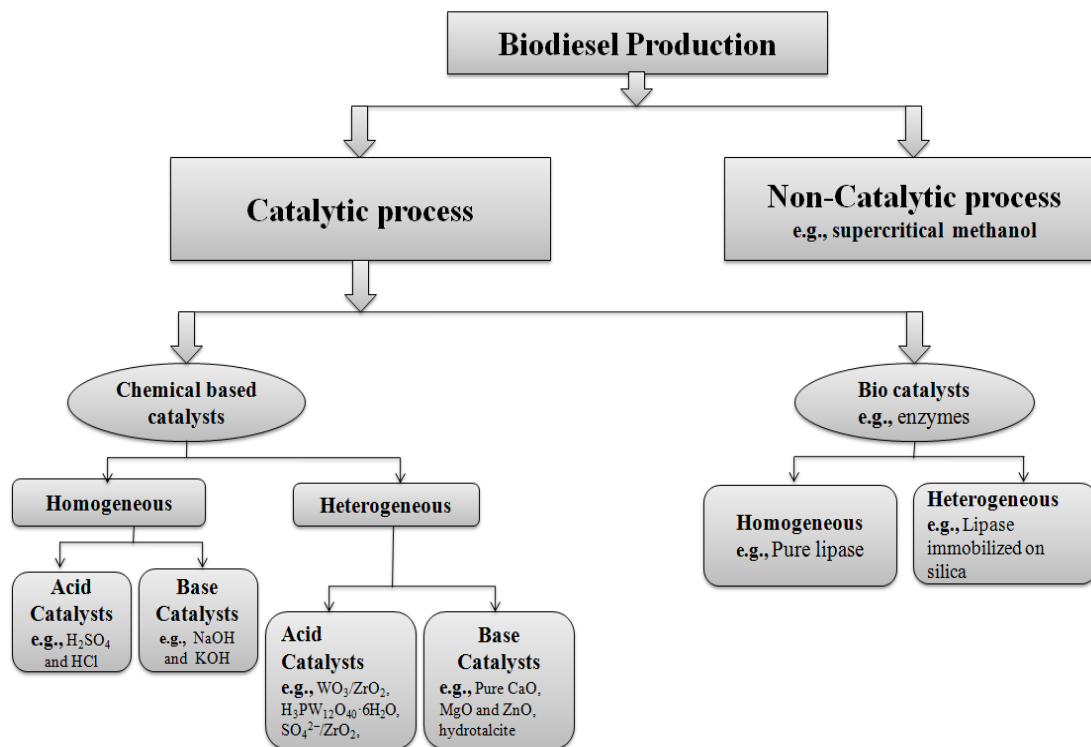 Biodiesel Production
Catalytic process
Non-Catalytic process
e.g., supercritical methanol
Chemical based
catalysts
Bio catalysts
e.g., enzymes
Homogeneous
Heterogeneous
Homogeneous
e.g., Pure lipase
Heterogeneous
e.g., Lipase
immobilized on
silica
Acid
Catalysts
e.g., H₂SO₄
and HCl
Base
Catalysts
e.g., NaOH
and KOH
Acid
Catalysts
e.g., WO₃/ZrO₂,
H₃PW₁₂O₄₀·6H₂O,
SO₄²⁻/ZrO₂,
Base
Catalysts
e.g., Pure CaO,
MgO and ZnO,
hydrotalcite